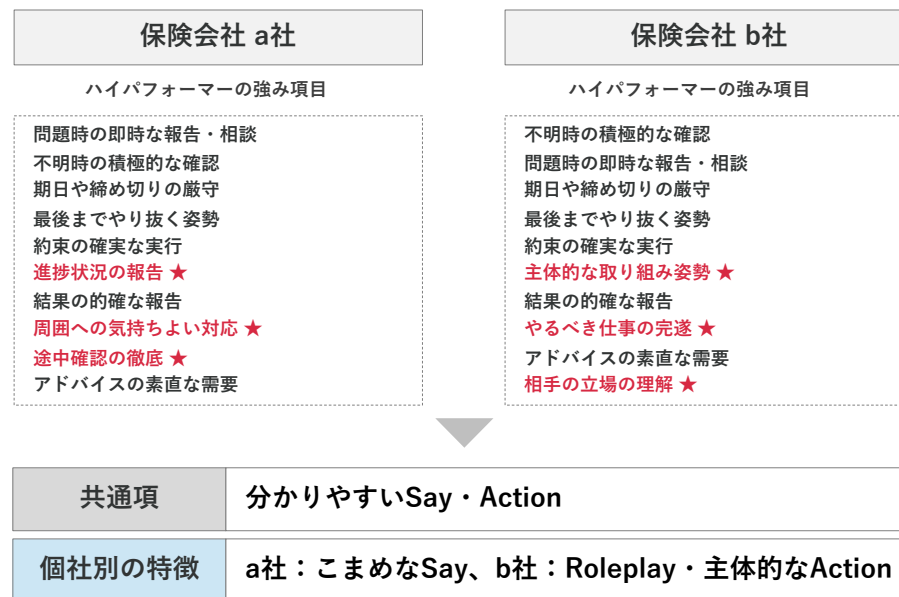 保険会社 a社
ハイパフォーマーの強み項目
問題時の即時な報告・相談
不明時の積極的な確認
期日や締め切りの厳守
最後までやり抜く姿勢
約束の確実な実行
進捗状況の報告 ★
結果の的確な報告
周囲への気持ちよい対応 ★
途中確認の徹底 ★
アドバイスの素直な需要
保険会社 b社
ハイパフォーマーの強み項目
不明時の積極的な確認
問題時の即時な報告・相談
期日や締め切りの厳守
最後までやり抜く姿勢
約束の確実な実行
主体的な取り組み姿勢 ★
結果の的確な報告
やるべき仕事の完遂 ★
アドバイスの素直な需要
相手の立場の理解 ★
共通項
分かりやすいSay・Action
個社別の特徴
a社：こまめなSay、b社：Roleplay・主体的なAction